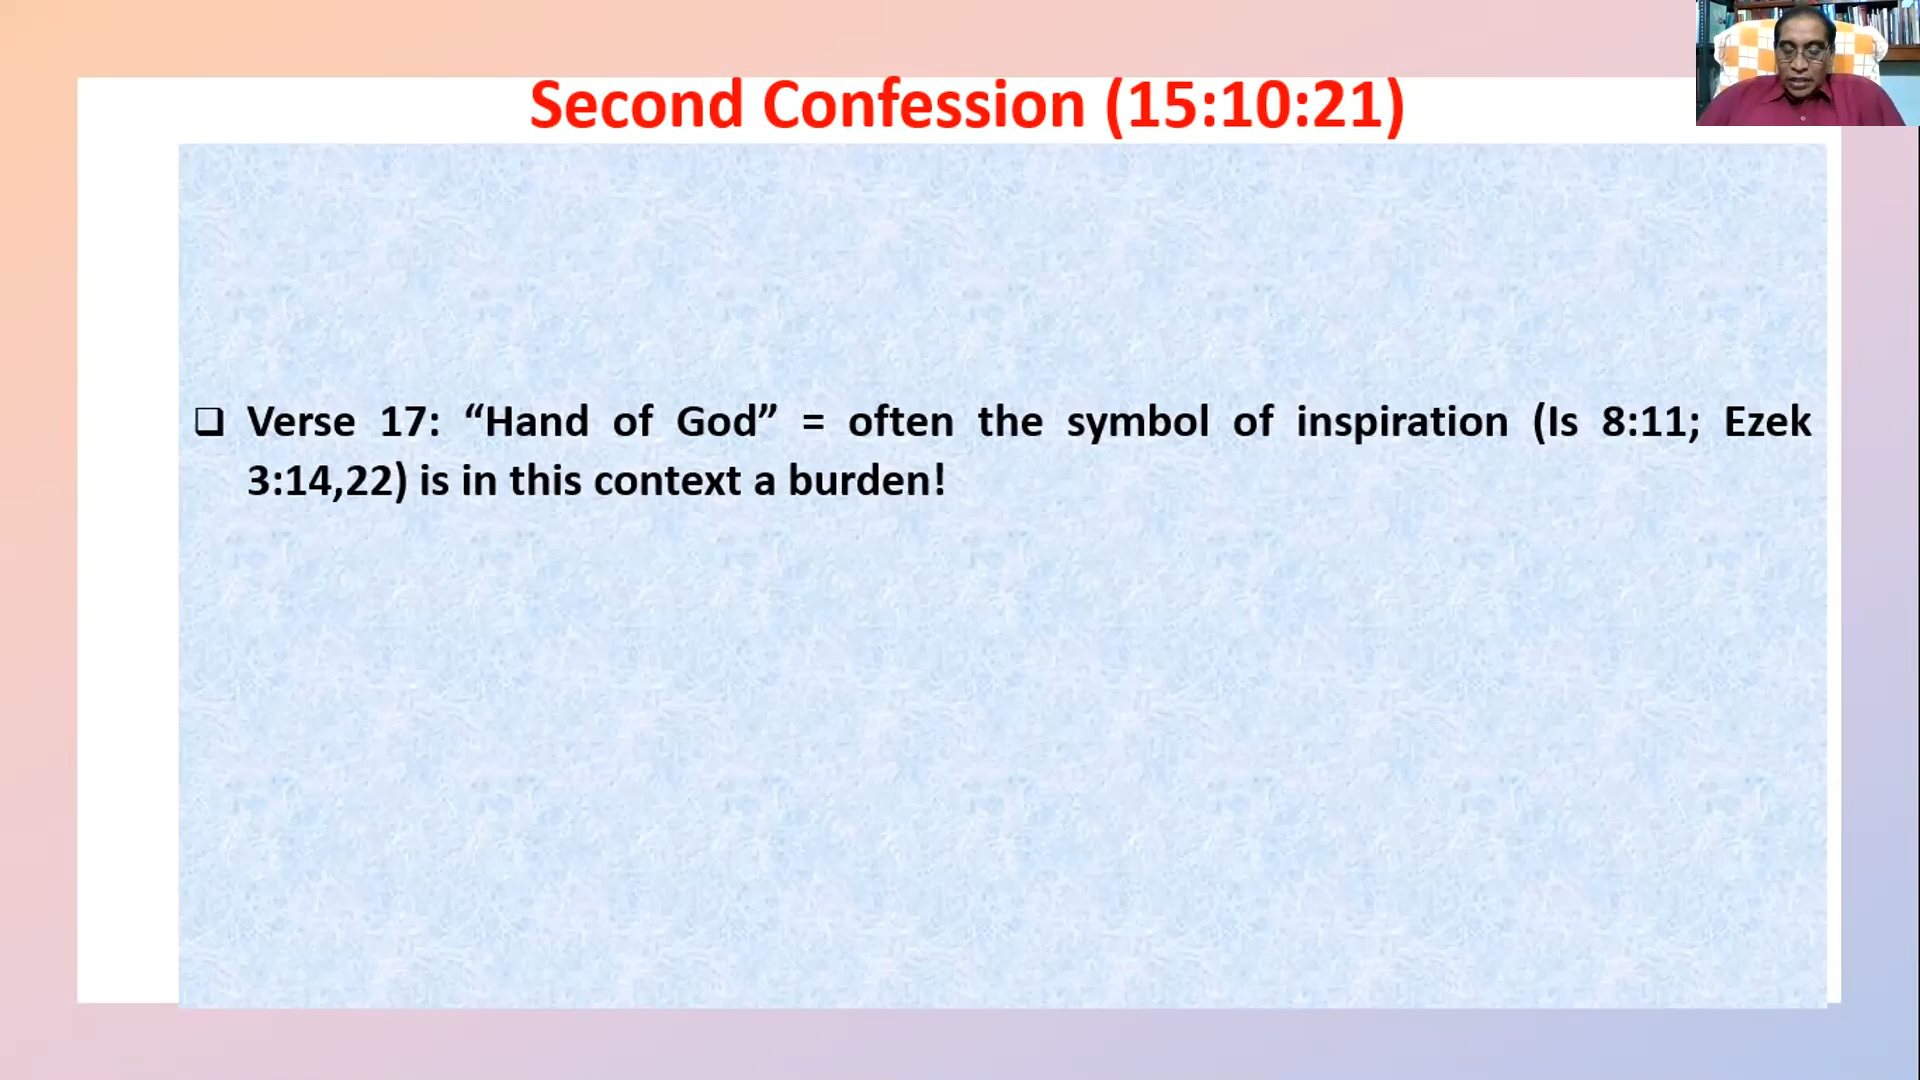 Second Confession (15:10:21)
Verse 17: “Hand of God” = often the symbol of inspiration (Is 8:11; Ezek
3:14,22) is in this context a burden!